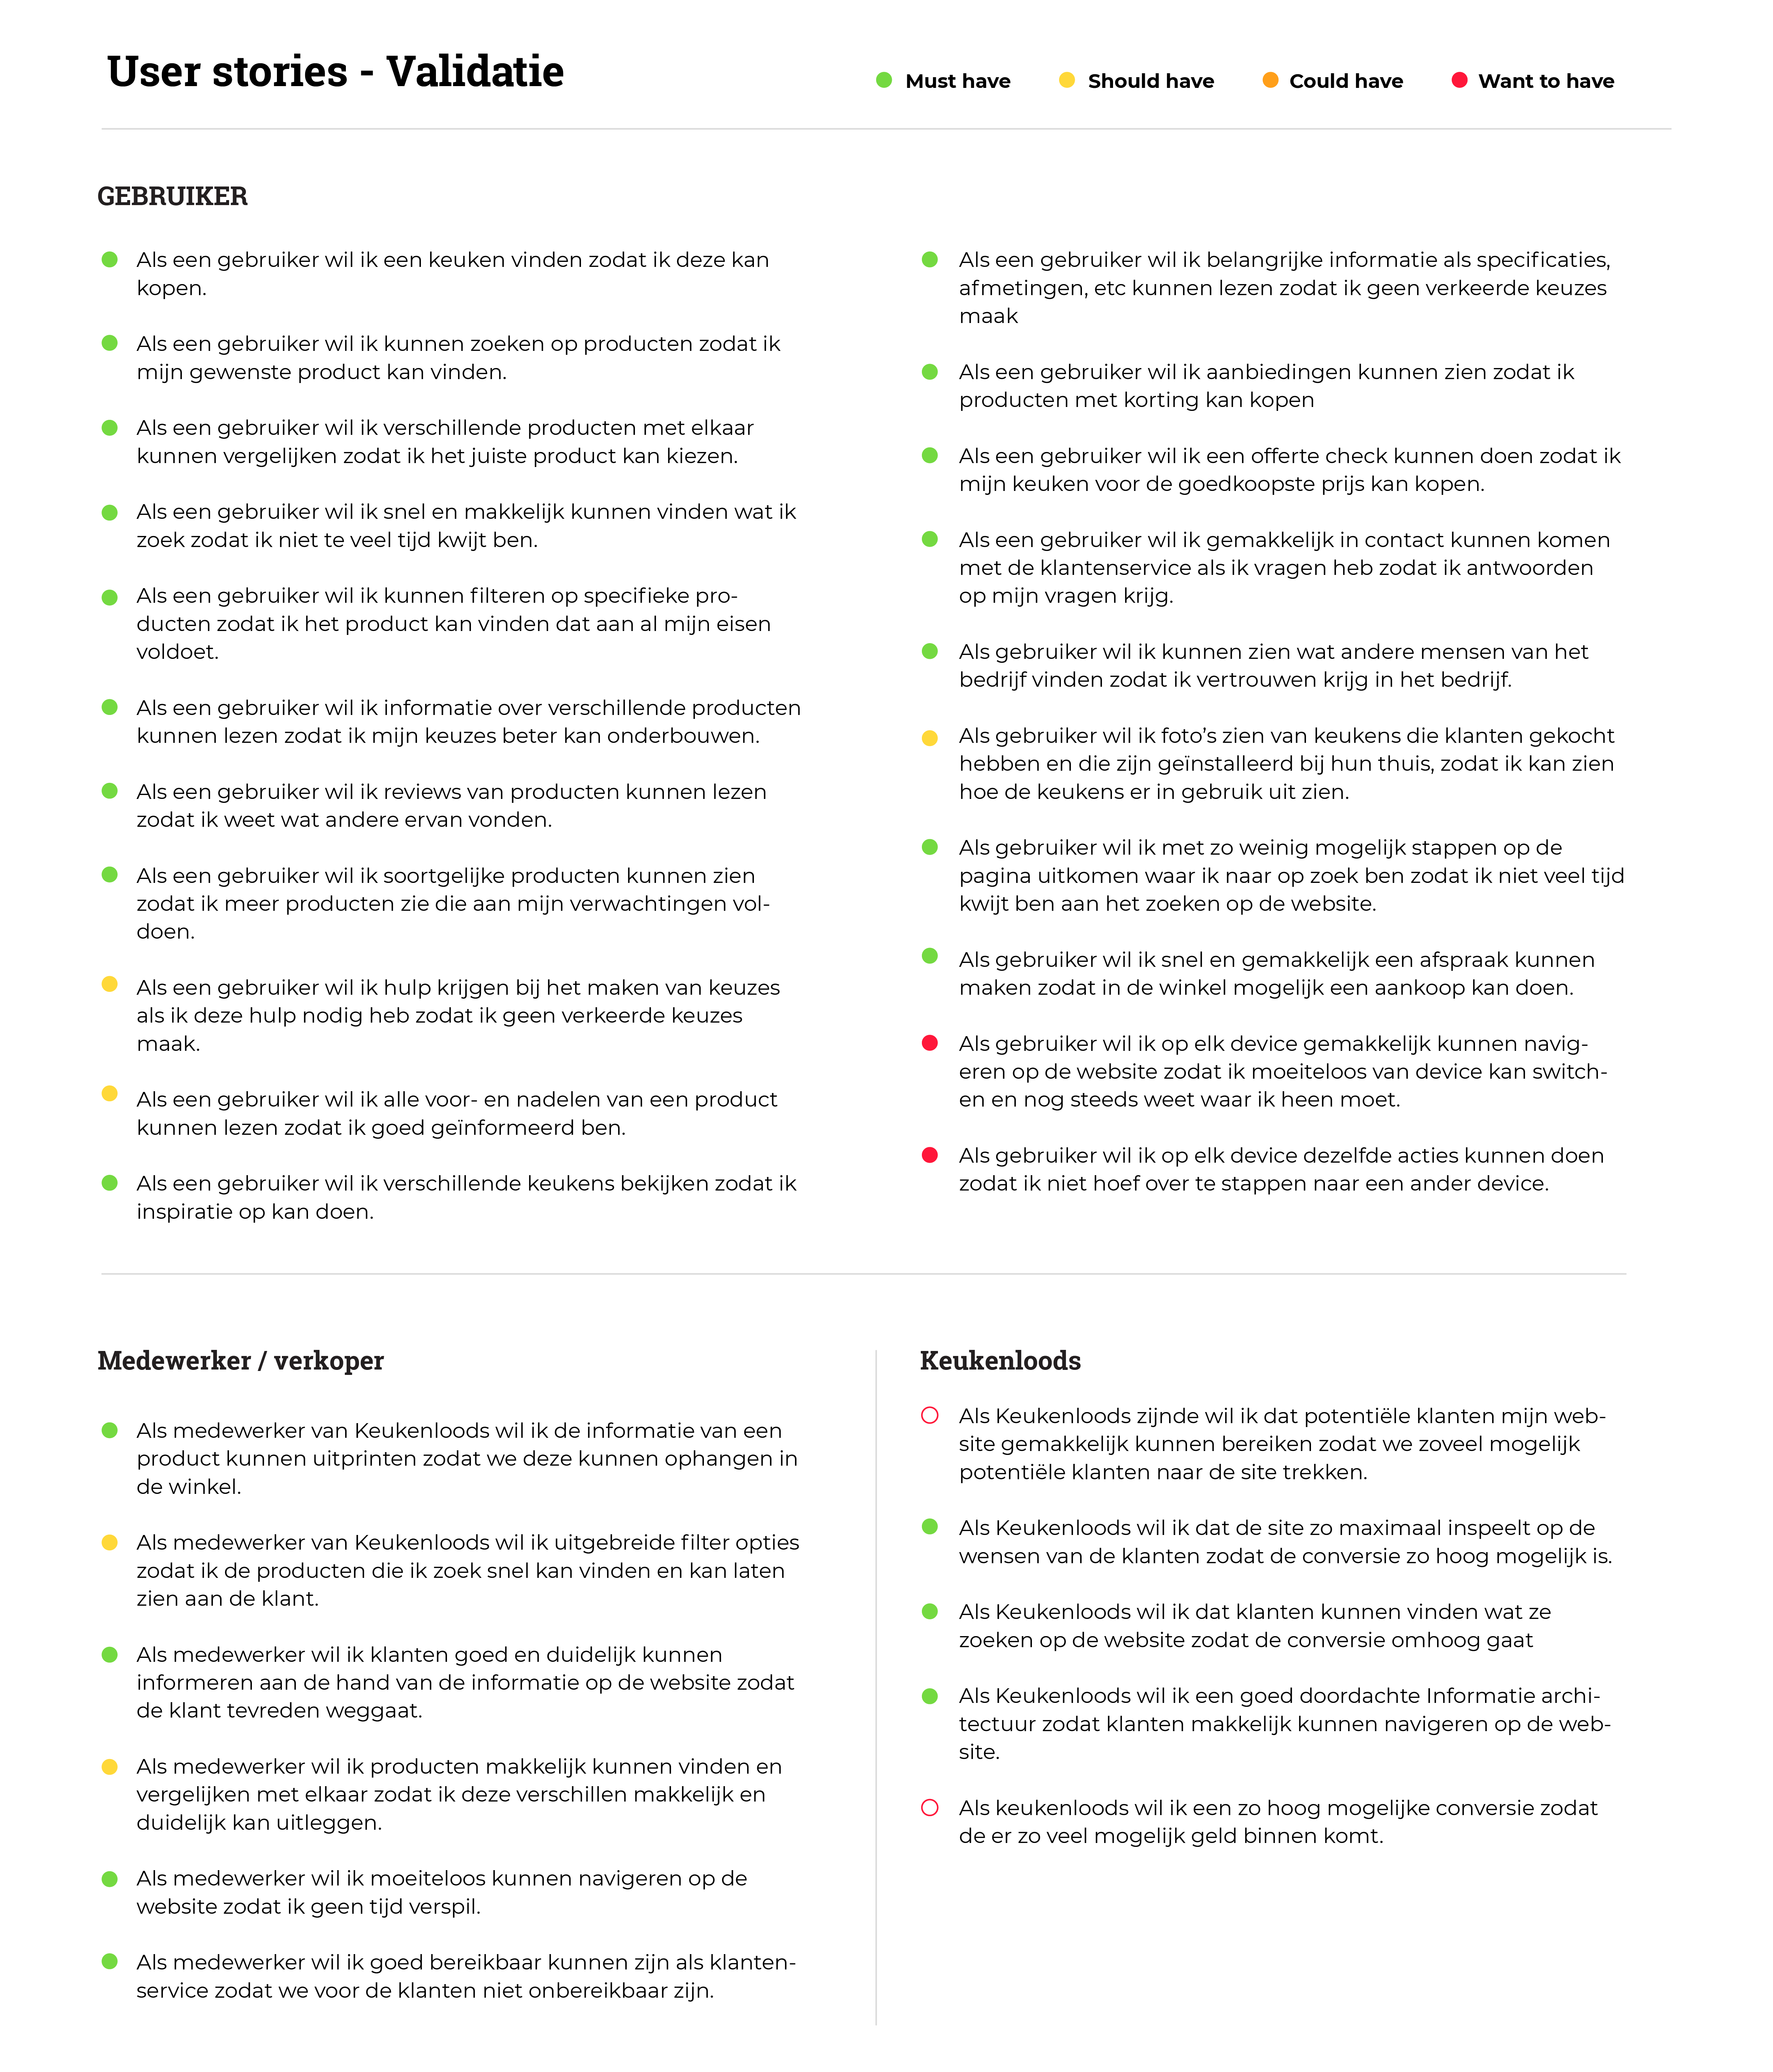 User stories - Validatie
Must have
Should have
Could have
Want to have
GEBRUIKER
Als een gebruiker wil ik een keuken vinden zodat ik deze kan
kopen.
Als een gebruiker wil ik kunnen zoeken op producten zodat ik
mijn gewenste product kan vinden.
Als een gebruiker wil ik verschillende producten met elkaar
kunnen vergelijken zodat ik het juiste product kan kiezen.
Als een gebruiker wil ik snel en makkelijk kunnen vinden wat ik
zoek zodat ik niet te veel tijd kwijt ben.
Als een gebruiker wil ik kunnen filteren op specifieke pro-
ducten zodat ik het product kan vinden dat aan al mijn eisen
voldoet.
Als een gebruiker wil ik informatie over verschillende producten
kunnen lezen zodat ik mijn keuzes beter kan onderbouwen.
Als een gebruiker wil ik reviews van producten kunnen lezen
zodat ik weet wat andere ervan vonden.
Als een gebruiker wil ik soortgelijke producten kunnen zien
zodat ik meer producten zie die aan mijn verwachtingen vol-
doen.
Als een gebruiker wil ik hulp krijgen bij het maken van keuzes
als ik deze hulp nodig heb zodat ik geen verkeerde keuzes
maak.
Als een gebruiker wil ik alle voor- en nadelen van een product
kunnen lezen zodat ik goed geïnformeerd ben.
Als een gebruiker wil ik verschillende keukens bekijken zodat ik
inspiratie op kan doen.
Als een gebruiker wil ik belangrijke informatie als specificaties,
afmetingen, etc kunnen lezen zodat ik geen verkeerde keuzes
maak
Als een gebruiker wil ik aanbiedingen kunnen zien zodat ik
producten met korting kan kopen
Als een gebruiker wil ik een offerte check kunnen doen zodat ik
mijn keuken voor de goedkoopste prijs kan kopen.
Als een gebruiker wil ik gemakkelijk in contact kunnen komen
met de klantenservice als ik vragen heb zodat ik antwoorden
op mijn vragen krijg.
Als gebruiker wil ik kunnen zien wat andere mensen van het
bedrijf vinden zodat ik vertrouwen krijg in het bedrijf.
Als gebruiker wil ik foto’s zien van keukens die klanten gekocht
hebben en die zijn geïnstalleerd bij hun thuis, zodat ik kan zien
hoe de keukens er in gebruik uit zien.
Als gebruiker wil ik met zo weinig mogelijk stappen op de
pagina uitkomen waar ik naar op zoek ben zodat ik niet veel tijd
kwijt ben aan het zoeken op de website.
Als gebruiker wil ik snel en gemakkelijk een afspraak kunnen
maken zodat in de winkel mogelijk een aankoop kan doen.
Als gebruiker wil ik op elk device gemakkelijk kunnen navig-
eren op de website zodat ik moeiteloos van device kan switch-
en en nog steeds weet waar ik heen moet.
Als gebruiker wil ik op elk device dezelfde acties kunnen doen
zodat ik niet hoef over te stappen naar een ander device.
Medewerker / verkoper
Als medewerker van Keukenloods wil ik de informatie van een
product kunnen uitprinten zodat we deze kunnen ophangen in
de winkel.
Als medewerker van Keukenloods wil ik uitgebreide filter opties
zodat ik de producten die ik zoek snel kan vinden en kan laten
zien aan de klant.
Als medewerker wil ik klanten goed en duidelijk kunnen
informeren aan de hand van de informatie op de website zodat
de klant tevreden weggaat.
Als medewerker wil ik producten makkelijk kunnen vinden en
vergelijken met elkaar zodat ik deze verschillen makkelijk en
duidelijk kan uitleggen.
Als medewerker wil ik moeiteloos kunnen navigeren op de
website zodat ik geen tijd verspil.
Als medewerker wil ik goed bereikbaar kunnen zijn als klanten-
service zodat we voor de klanten niet onbereikbaar zijn.
Keukenloods
Als Keukenloods zijnde wil ik dat potentiële klanten mijn web-
site gemakkelijk kunnen bereiken zodat we zoveel mogelijk
potentiële klanten naar de site trekken.
Als Keukenloods wil ik dat de site zo maximaal inspeelt op de
wensen van de klanten zodat de conversie zo hoog mogelijk is.
Als Keukenloods wil ik dat klanten kunnen vinden wat ze
zoeken op de website zodat de conversie omhoog gaat
Als Keukenloods wil ik een goed doordachte Informatie archi-
tectuur zodat klanten makkelijk kunnen navigeren op de web-
site.
Als keukenloods wil ik een zo hoog mogelijke conversie zodat
de er zo veel mogelijk geld binnen komt.